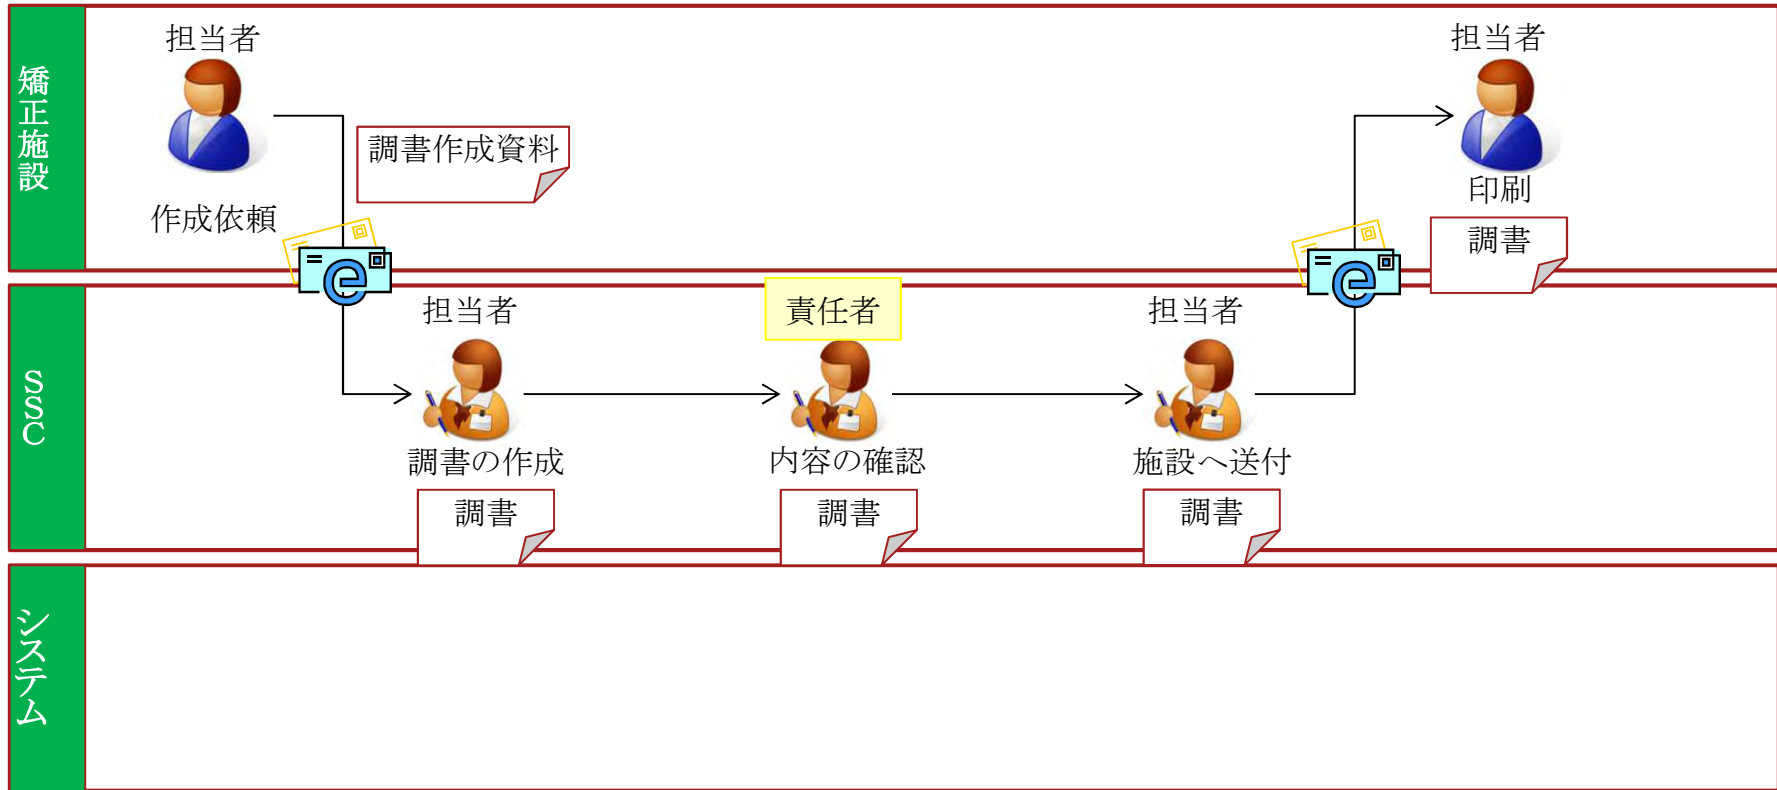 矯正施設
担当者
作成依頼
調書作成資料
担当者
印刷
調書
SSC
担当者
調書の作成
調書
責任者
内容の確認
調書
担当者
施設へ送付
調書
システム